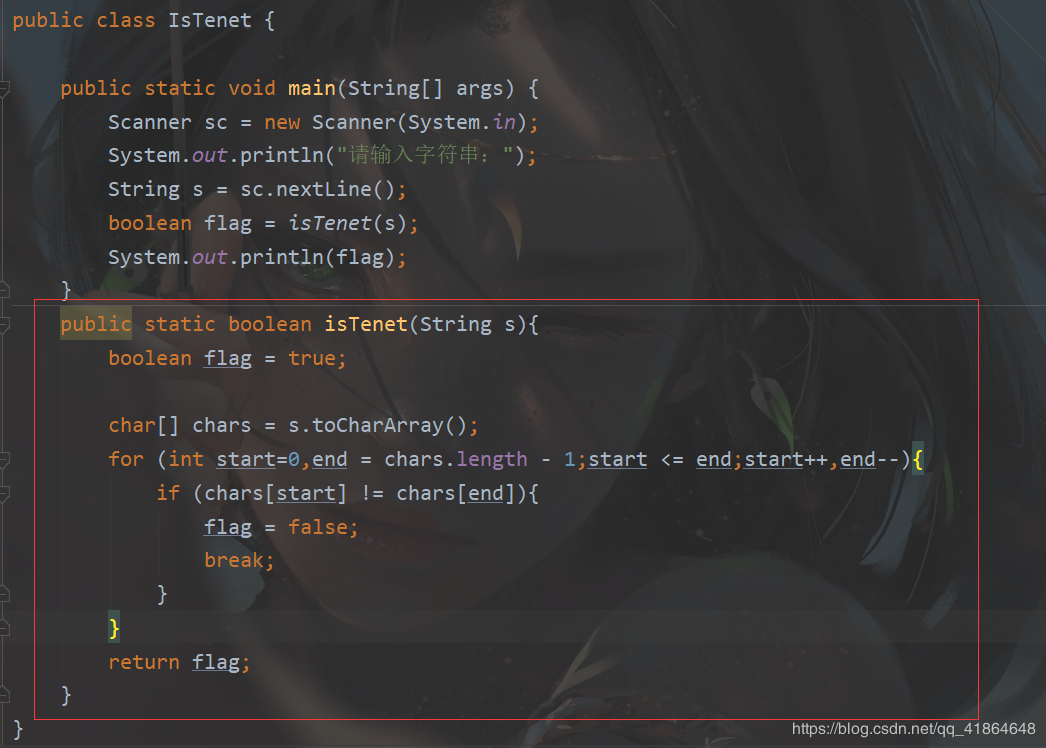 public class IsTenet {
public static void main(String[] args) {
Scanner sc = new Scanner(System.in);
System.out.println("请输入字符串：");
String s = sc.nextLine();
boolean flag = isTenet(s);
System.out.println(flag);
}
public static boolean isTenet(String s){
boolean flag = true;
char[] chars = s.toCharArray();
for (int start=0,end = chars.length - 1;start <= end;start++,end--){
if (chars[start] != chars[end]){
flag = false;
break;
}
}
return flag;
}
}
https://blog.csdn.net/qq_41864648